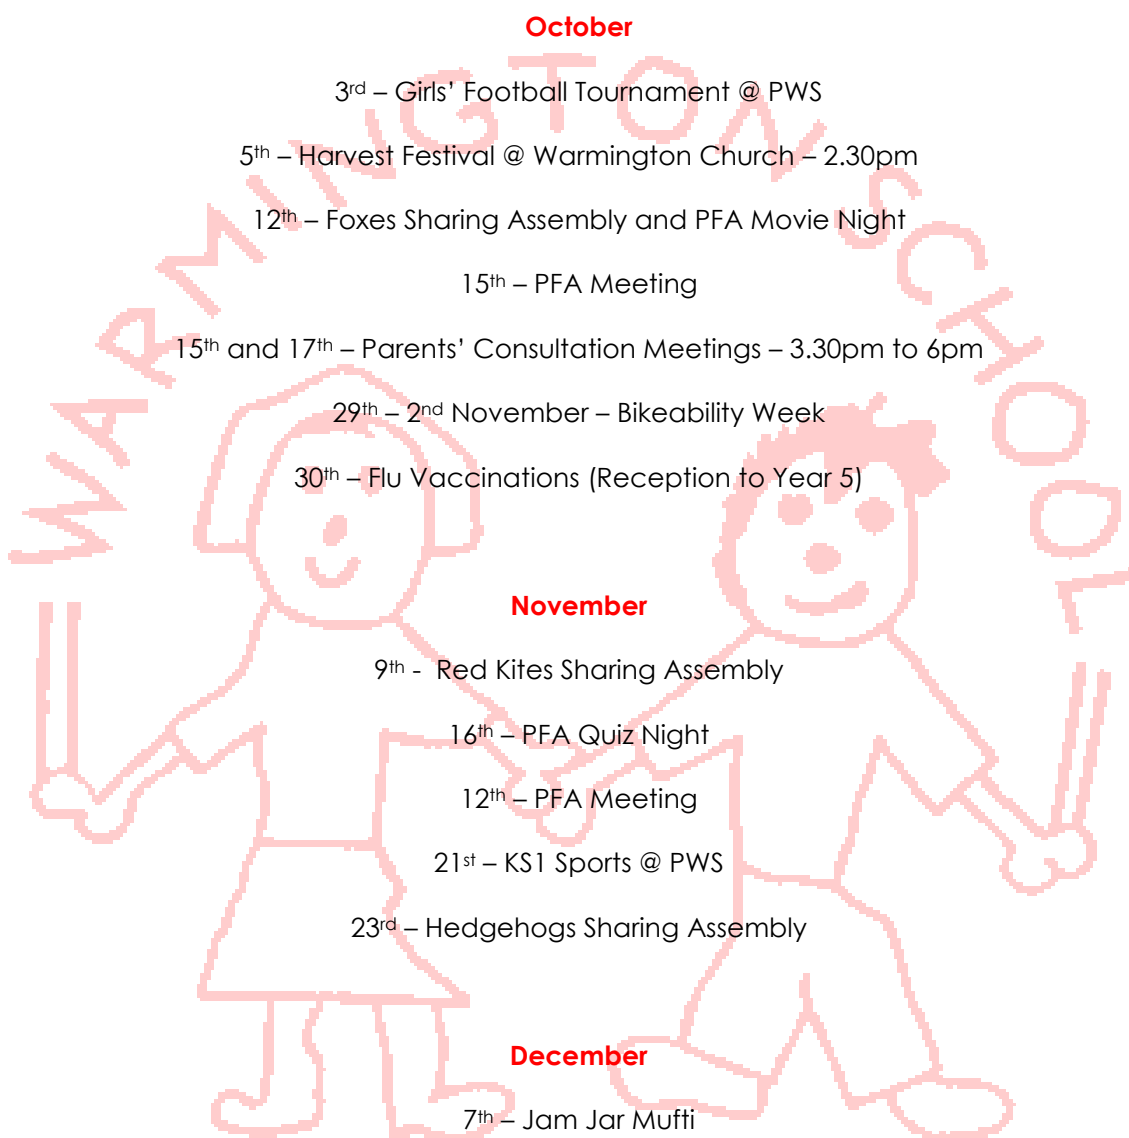 October
3rd – Girls' Football Tournament @ PWS
5th – Harvest Festival @ Warmington Church – 2.30pm
12th – Foxes Sharing Assembly and PFA Movie Night
15th – PFA Meeting
15th and 17th – Parents' Consultation Meetings – 3.30pm to 6pm
29th – 2nd November – Bikeability Week
30th – Flu Vaccinations (Reception to Year 5)
November
9th - Red Kites Sharing Assembly
16th – PFA Quiz Night
12th – PFA Meeting
21st – KS1 Sports @ PWS
23rd – Hedgehogs Sharing Assembly
December
7th – Jam Jar Mufti
WARMINGTON SCHOOL